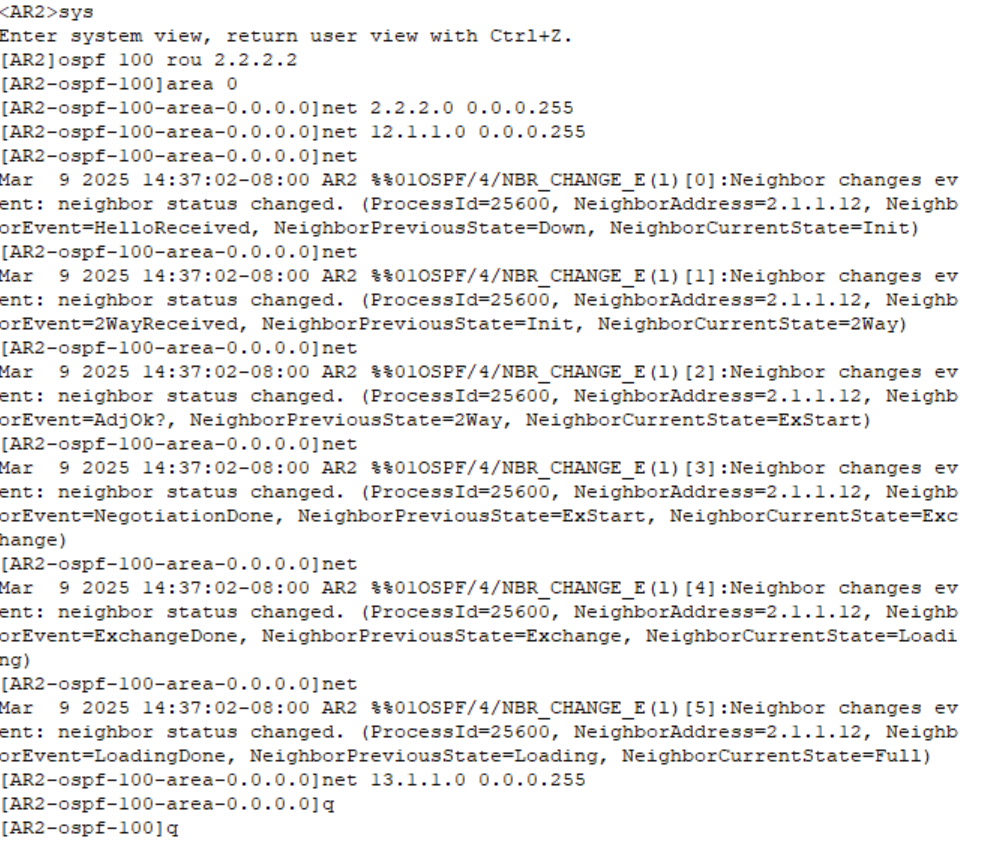 <AR2>sys
Enter system view, return user view with Ctrl+Z.
[AR2]ospf 100 rou 2.2.2.2
[AR2-ospf-100]area 0
[AR2-ospf-100-area-0.0.0.0]net 2.2.2.0 0.0.0.255
[AR2-ospf-100-area-0.0.0.0]net 12.1.1.0 0.0.0.255
[AR2-ospf-100-area-0.0.0.0]net
Mar  9 2025 14:37:02-08:00 AR2 %%01OSPF/4/NBR_CHANGE_E(l)[0]:Neighbor changes ev
ent: neighbor status changed. (ProcessId=25600, NeighborAddress=2.1.1.12, Neighb
orEvent=HelloReceived, NeighborPreviousState=Down, NeighborCurrentState=Init)
[AR2-ospf-100-area-0.0.0.0]net
Mar  9 2025 14:37:02-08:00 AR2 %%01OSPF/4/NBR_CHANGE_E(l)[1]:Neighbor changes ev
ent: neighbor status changed. (ProcessId=25600, NeighborAddress=2.1.1.12, Neighb
orEvent=2WayReceived, NeighborPreviousState=Init, NeighborCurrentState=2Way)
[AR2-ospf-100-area-0.0.0.0]net
Mar  9 2025 14:37:02-08:00 AR2 %%01OSPF/4/NBR_CHANGE_E(l)[2]:Neighbor changes ev
ent: neighbor status changed. (ProcessId=25600, NeighborAddress=2.1.1.12, Neighb
orEvent=AdjOk?, NeighborPreviousState=2Way, NeighborCurrentState=ExStart)
[AR2-ospf-100-area-0.0.0.0]net
Mar  9 2025 14:37:02-08:00 AR2 %%01OSPF/4/NBR_CHANGE_E(l)[3]:Neighbor changes ev
ent: neighbor status changed. (ProcessId=25600, NeighborAddress=2.1.1.12, Neighb
orEvent=NegotiationDone, NeighborPreviousState=ExStart, NeighborCurrentState=Exc
hange)
[AR2-ospf-100-area-0.0.0.0]net
Mar  9 2025 14:37:02-08:00 AR2 %%01OSPF/4/NBR_CHANGE_E(l)[4]:Neighbor changes ev
ent: neighbor status changed. (ProcessId=25600, NeighborAddress=2.1.1.12, Neighb
orEvent=ExchangeDone, NeighborPreviousState=Exchange, NeighborCurrentState=Loadi
ng)
[AR2-ospf-100-area-0.0.0.0]net
Mar  9 2025 14:37:02-08:00 AR2 %%01OSPF/4/NBR_CHANGE_E(l)[5]:Neighbor changes ev
ent: neighbor status changed. (ProcessId=25600, NeighborAddress=2.1.1.12, Neighb
orEvent=LoadingDone, NeighborPreviousState=Loading, NeighborCurrentState=Full)
[AR2-ospf-100-area-0.0.0.0]net 13.1.1.0 0.0.0.255
[AR2-ospf-100-area-0.0.0.0]q
[AR2-ospf-100]q